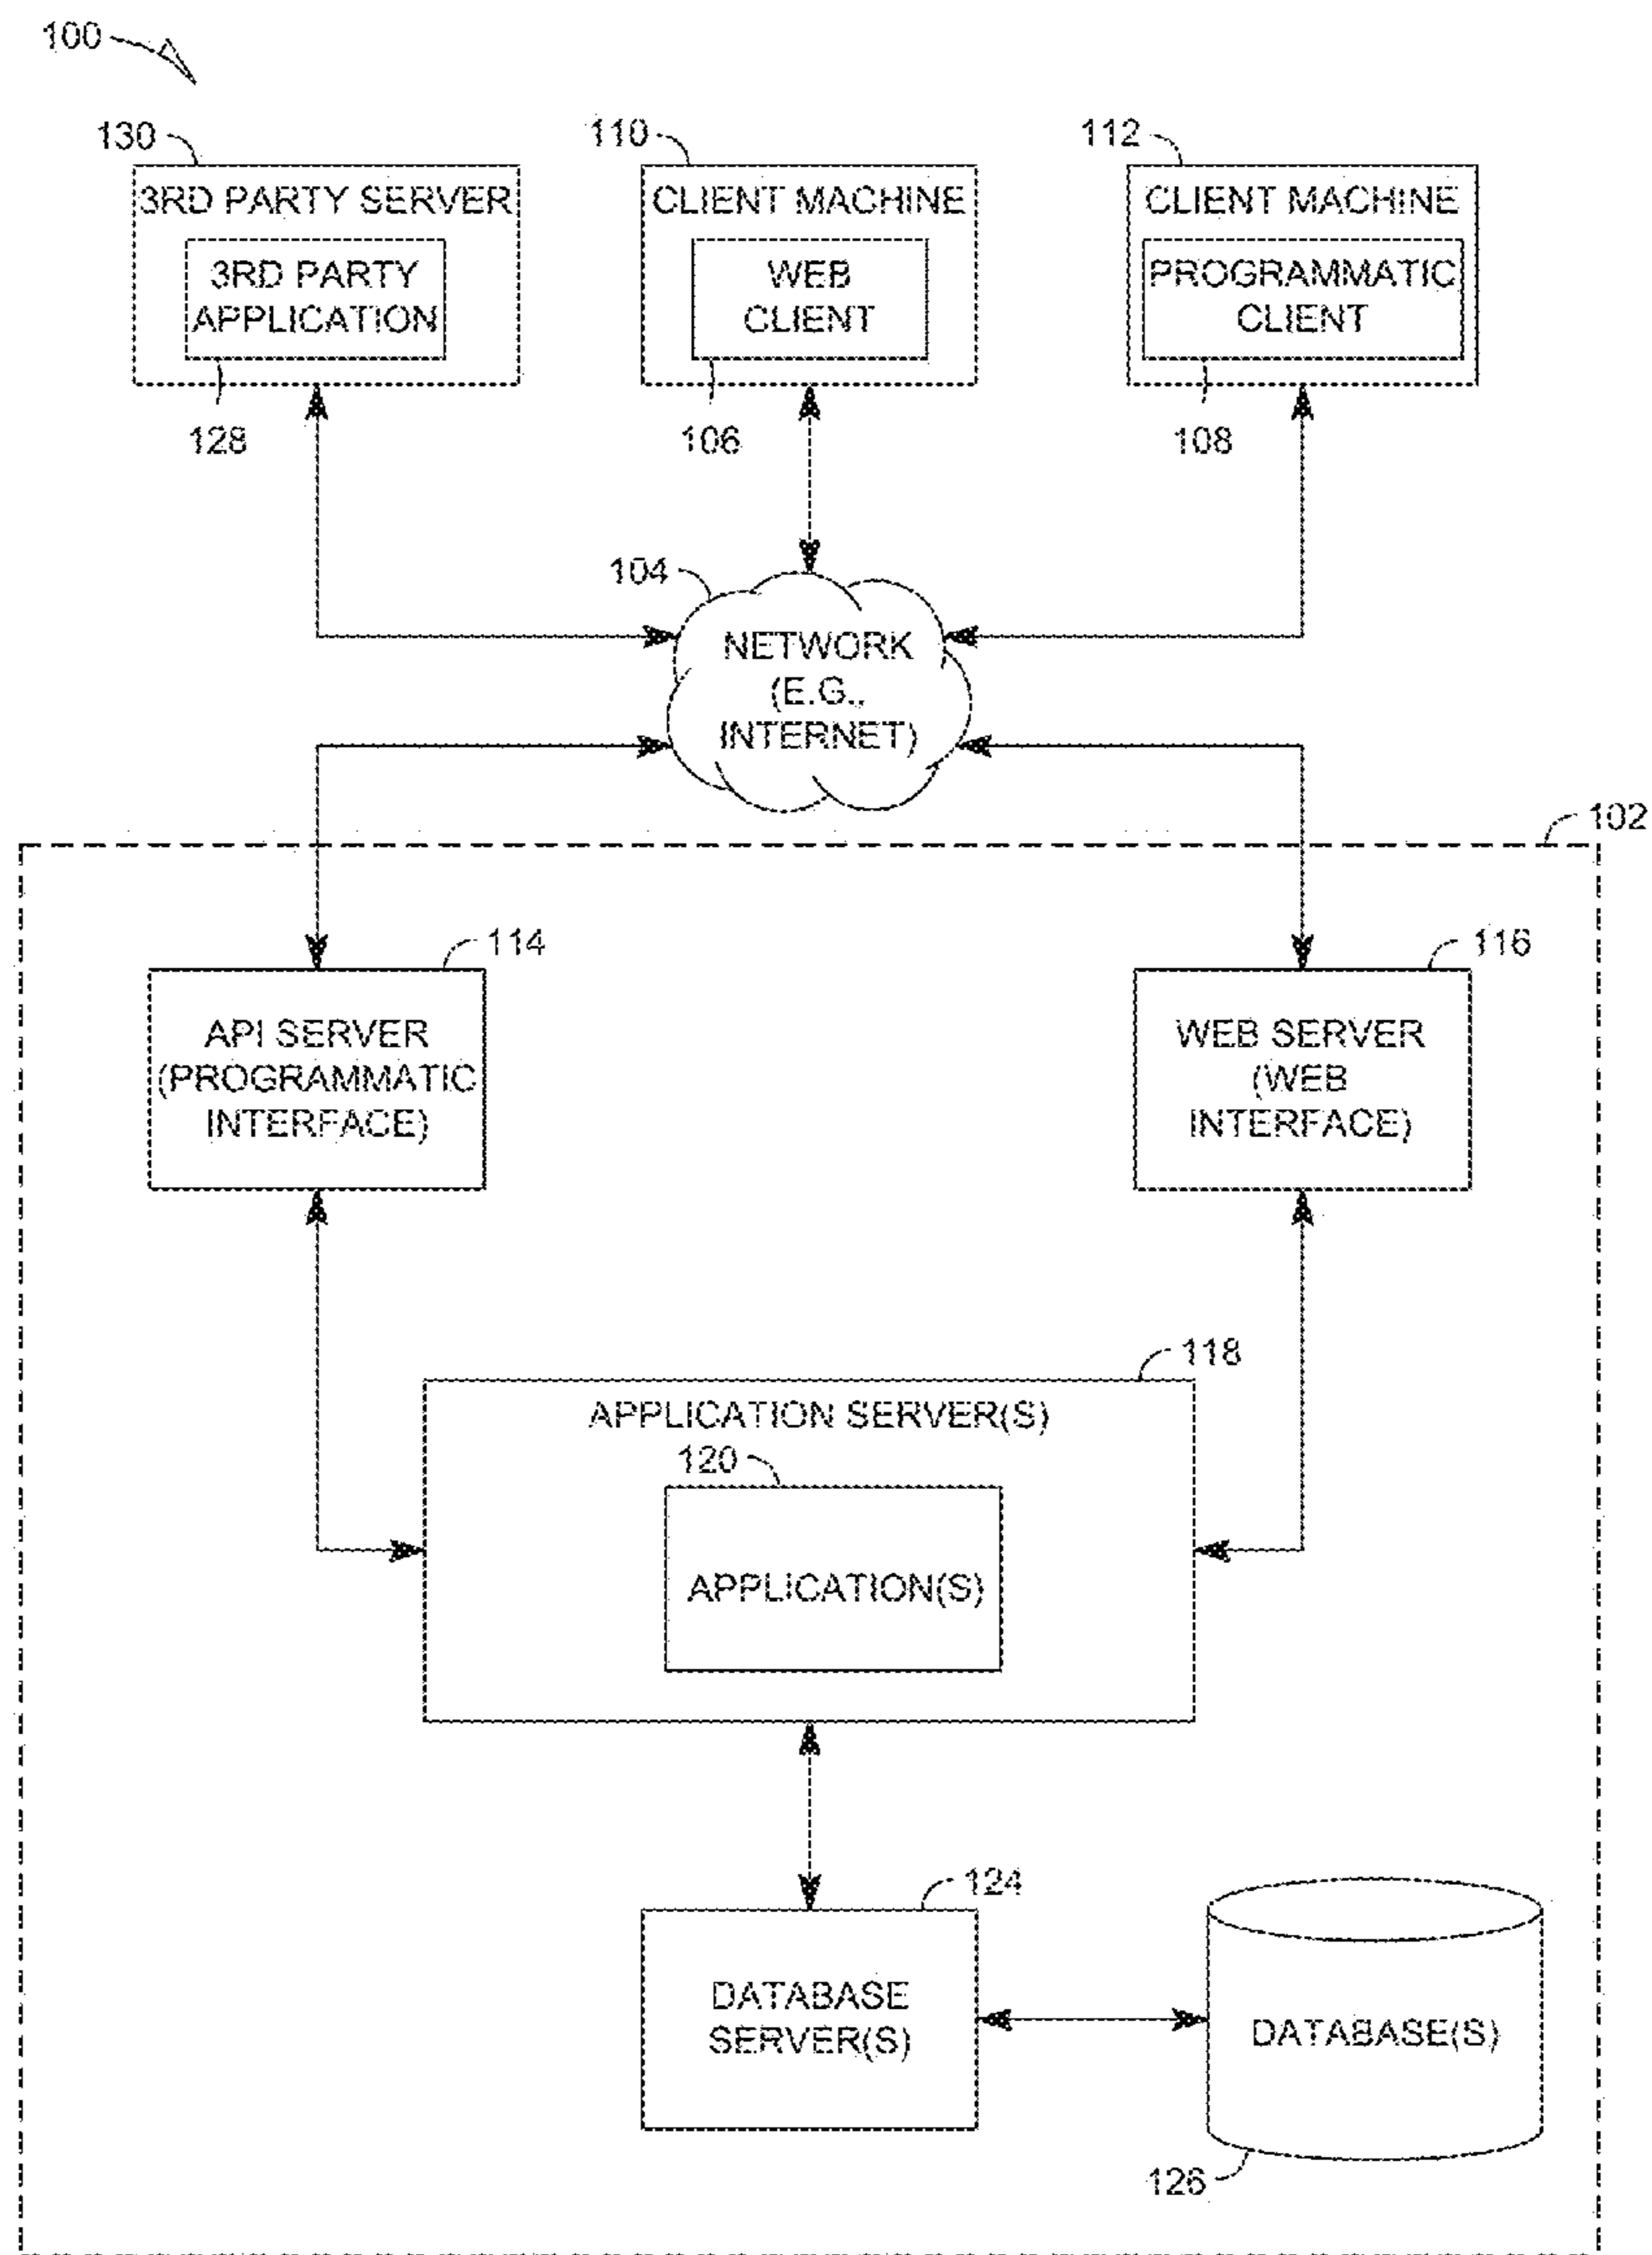 100
130
110
112
3RD PARTY SERVER
CLIENT MACHINE
CLIENT MACHINE
3RD PARTY
APPLICATION
WEB
CLIENT
PROGRAMMATIC
CLIENT
128
106
108
104
NETWORK
(E.G.,
INTERNET)
102
114
116
API SERVER
(PROGRAMMATIC
INTERFACE)
WEB SERVER
(WEB
INTERFACE)
118
APPLICATION SERVER(S)
120
APPLICATION(S)
124
DATABASE
SERVER(S)
DATABASE(S)
126